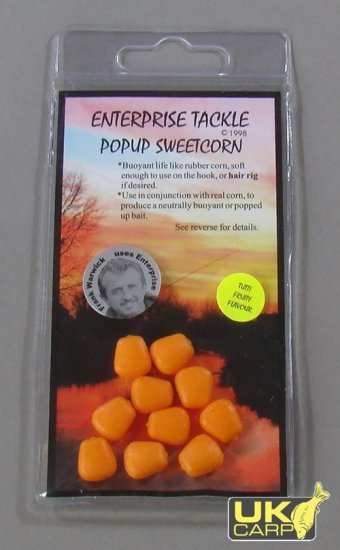 ENTERPRISE TACKLE
© 1998
POPUP SWEETCORN
*Buoyant life like rubber corn, soft
enough to use on the hook, or hair rig
if desired.
*Use in conjunction with real corn, to
produce a neutrally buoyant or popped
up bait.
See reverse for details.
Frank Warwick uses Enterprise
TUTTI
FRUITY
FLAVOUR
UK
CARP